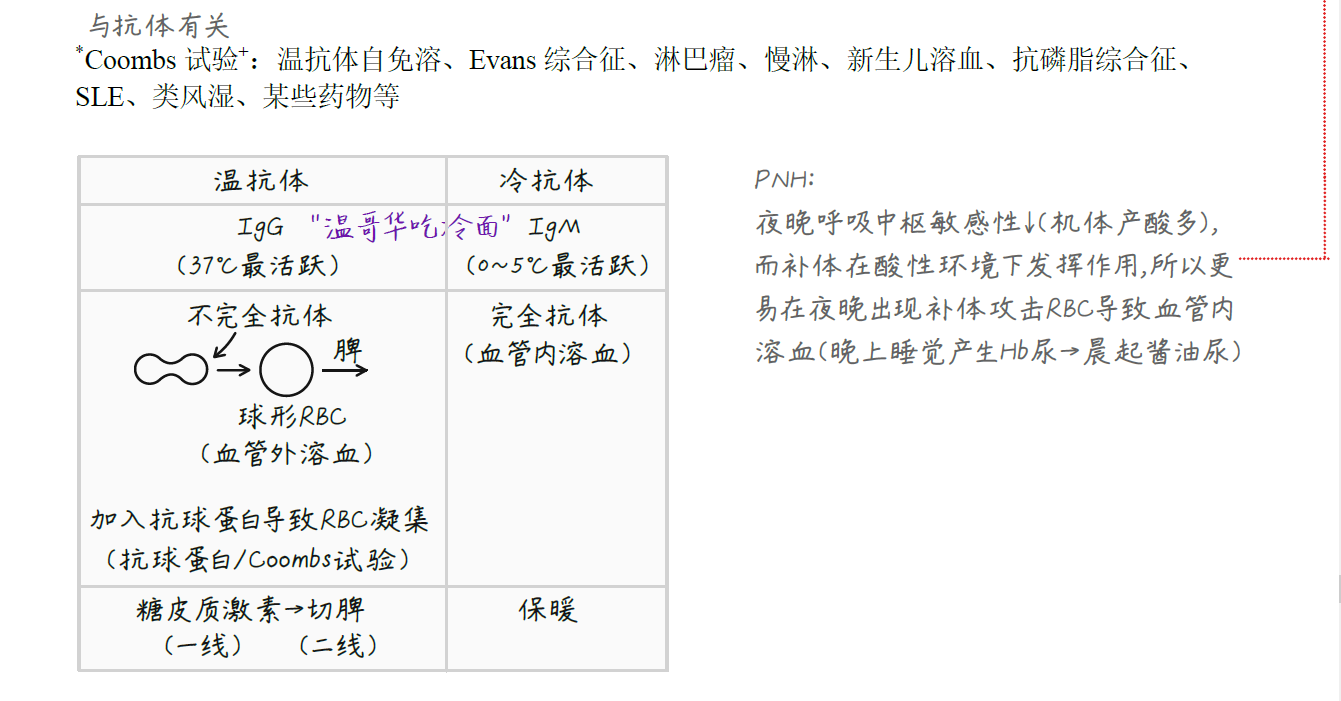 与抗体有关
*Coombs 试验+：温抗体自免溶、Evans 综合征、淋巴瘤、慢淋、新生儿溶血、抗磷脂综合征、
SLE、类风湿、某些药物等
温抗体
冷抗体
IgG "温哥华吃冷面" IgM
（37℃最活跃）
（0~5℃最活跃）
不完全抗体
脾
球形RBC
（血管外溶血）
加入抗球蛋白导致RBC凝集
（抗球蛋白/Coombs试验）
完全抗体
（血管内溶血）
糖皮质激素→切脾
（一线） （二线）
保暖
PNH:
夜晚呼吸中枢敏感性↓(机体产酸多),
而补体在酸性环境下发挥作用,所以更
易在夜晚出现补体攻击RBC导致血管内
溶血(晚上睡觉产生Hb尿→晨起酱油尿)